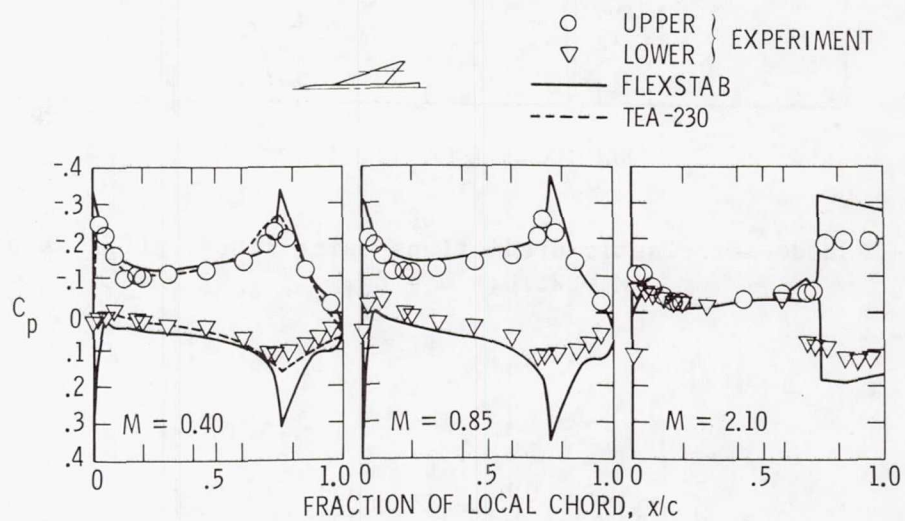 UPPER
LOWER
EXPERIMENT
FLEXSTAB
TEA-230
-.4
-.3
-.2
-.1
0
.1
.2
.3
.4
Cp
M = 0.40
M = 0.85
M = 2.10
0 .5 1.0 0 .5 1.0 0 .5 1.0
FRACTION OF LOCAL CHORD, x/c